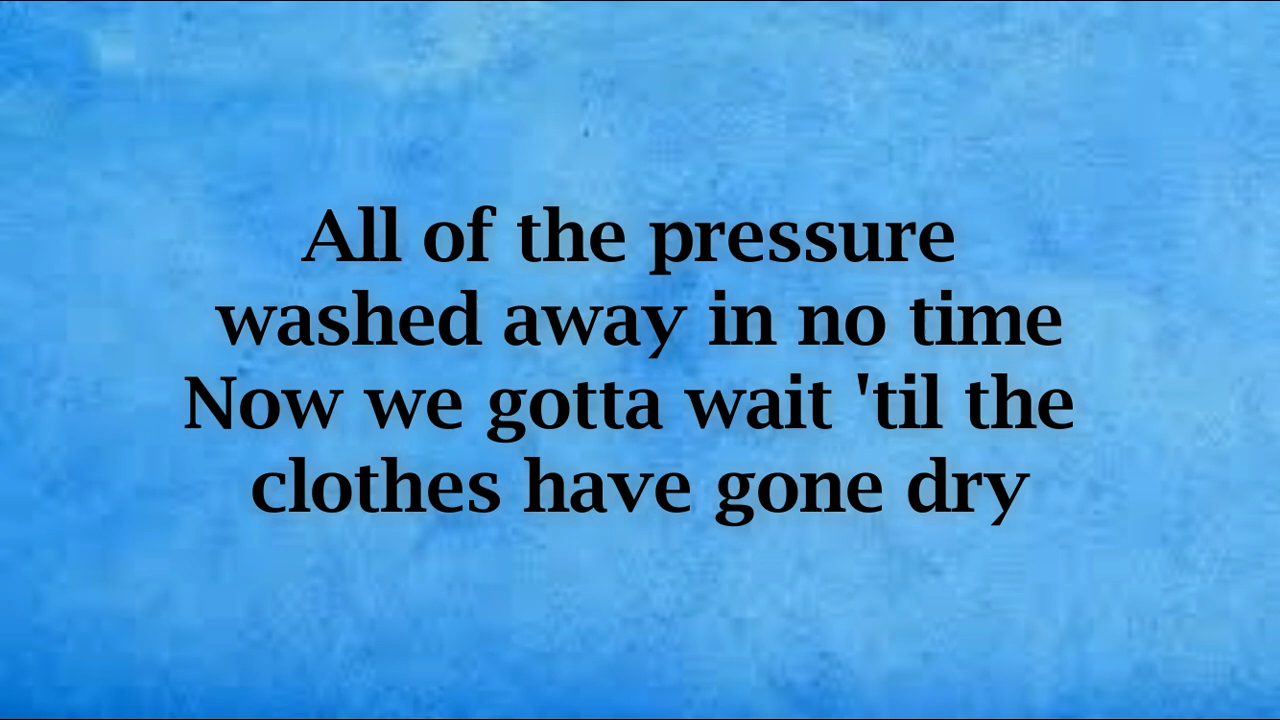 All of the pressure
washed away in no time
Now we gotta wait 'til the
clothes have gone dry